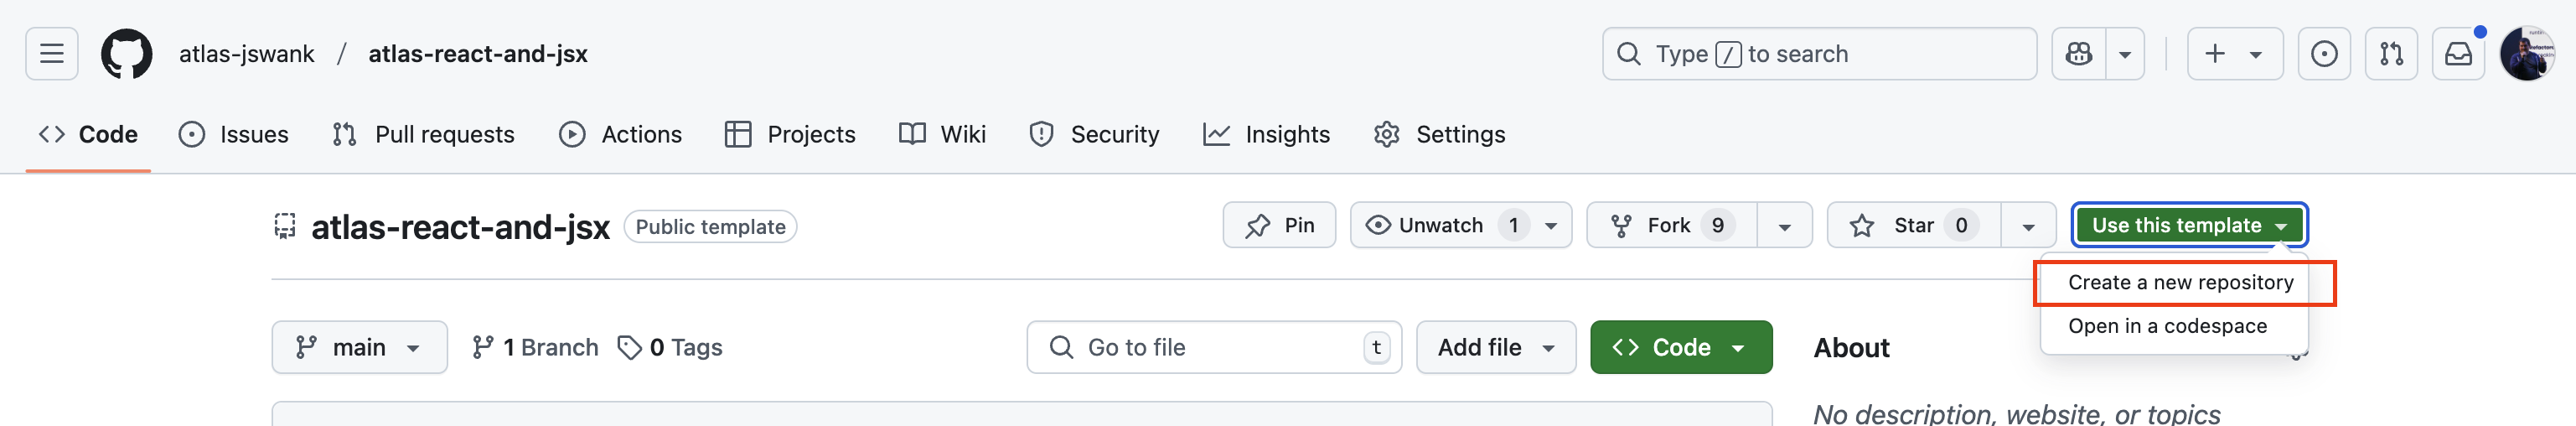 atlas-jswank / atlas-react-and-jsx
Type / to search
Code Issues Pull requests Actions Projects Wiki Security Insights Settings
atlas-react-and-jsx Public template
Pin Unwatch 1 Fork 9 Star 0 Use this template
Create a new repository
Open in a codespace
main 1 Branch 0 Tags Go to file t Add file Code
About
No description, website, or topics